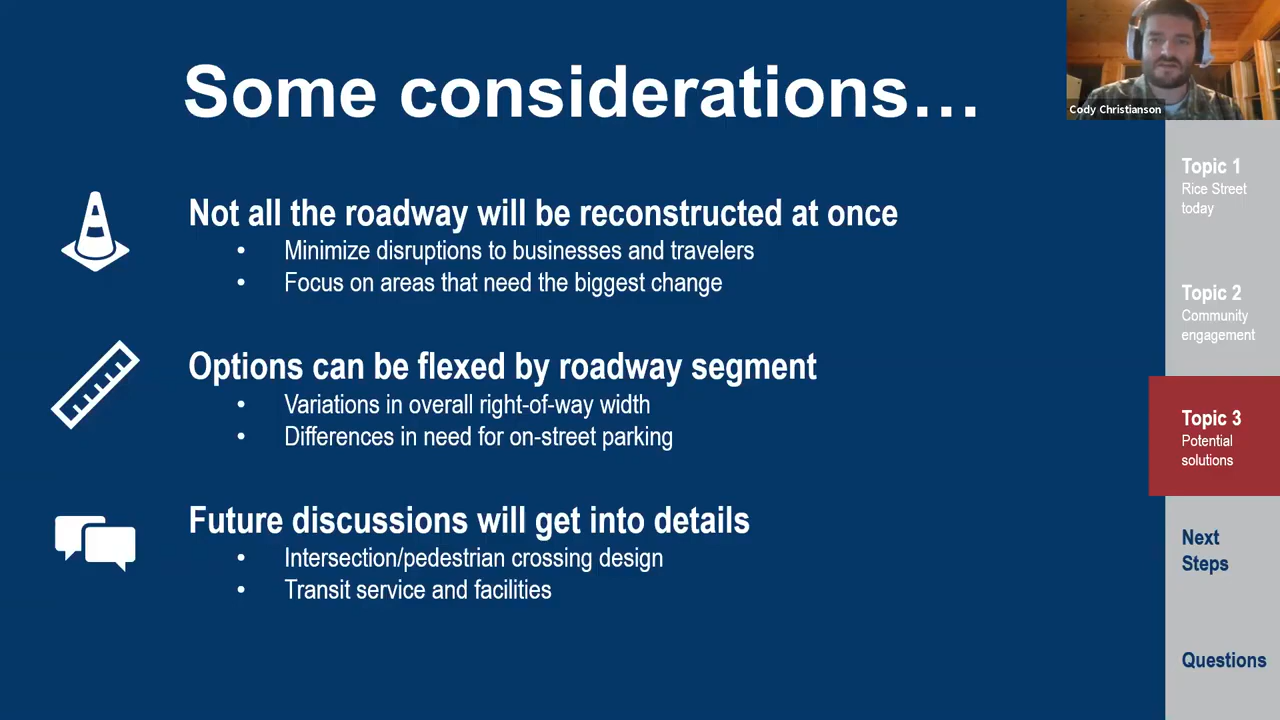 Some considerations…
Cody Christianson
Not all the roadway will be reconstructed at once
• Minimize disruptions to businesses and travelers
• Focus on areas that need the biggest change
Options can be flexed by roadway segment
• Variations in overall right-of-way width
• Differences in need for on-street parking
Future discussions will get into details
• Intersection/pedestrian crossing design
• Transit service and facilities
Topic 1
Rice Street
today
Topic 2
Community
engagement
Topic 3
Potential
solutions
Next
Steps
Questions